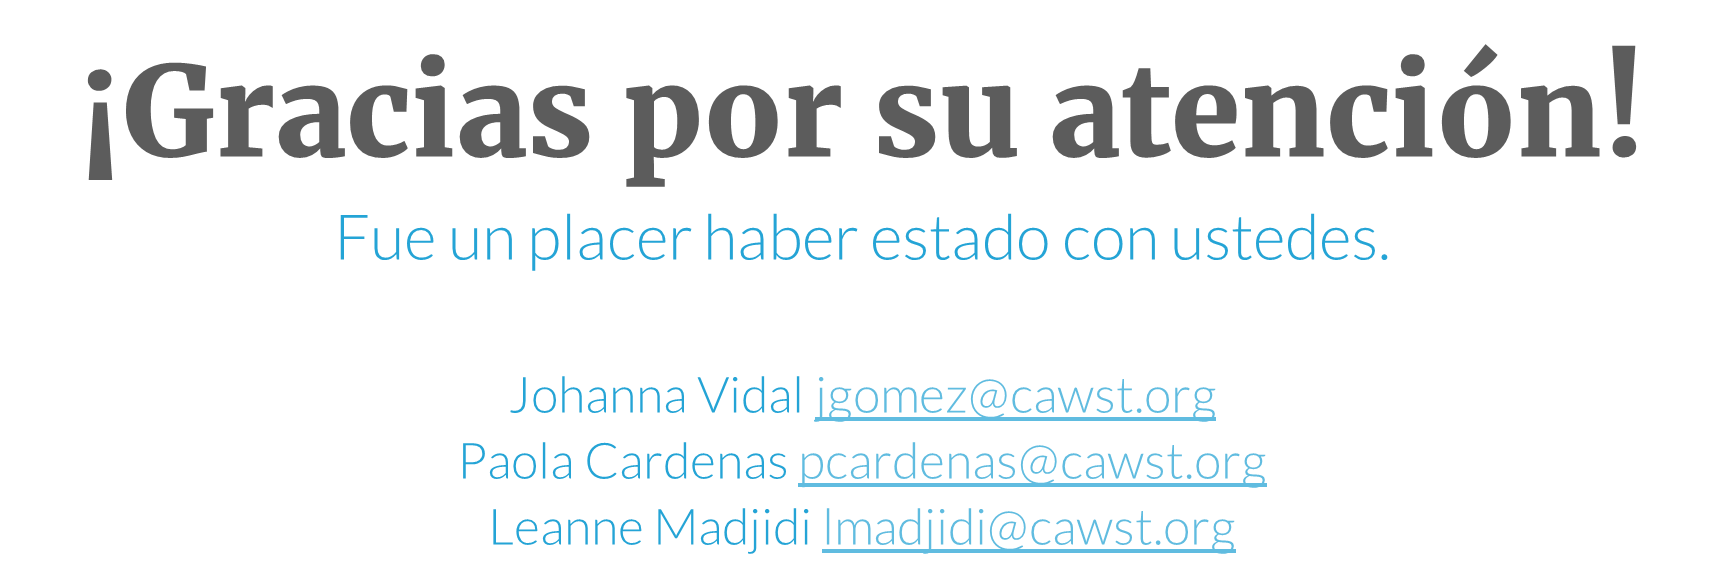 ¡Gracias por su atención!
Fue un placer haber estado con ustedes.
Johanna Vidal jgomez@cawst.org
Paola Cardenas pcardenas@cawst.org
Leanne Madjidi lmadjidi@cawst.org